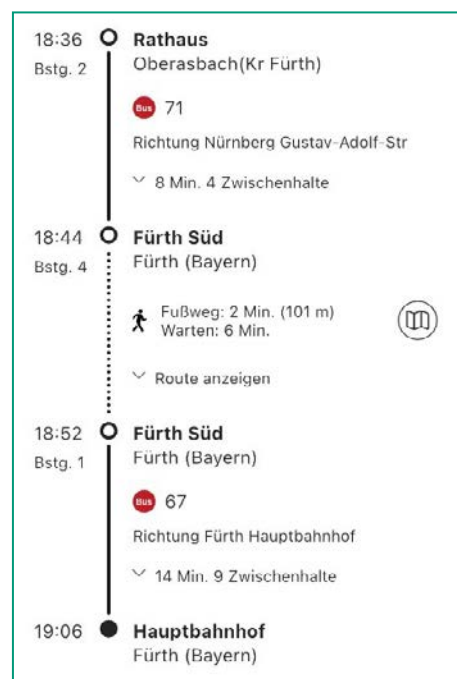 18:36 Rathaus
Bstg. 2 Oberasbach(Kr Fürth)
Bus 71
Richtung Nürnberg Gustav-Adolf-Str
8 Min. 4 Zwischenhalte
18:44 Fürth Süd
Bstg. 4 Fürth (Bayern)
Fußweg: 2 Min. (101 m)
Warten: 6 Min.
Route anzeigen
18:52 Fürth Süd
Bstg. 1 Fürth (Bayern)
Bus 67
Richtung Fürth Hauptbahnhof
14 Min. 9 Zwischenhalte
19:06 Hauptbahnhof
Fürth (Bayern)